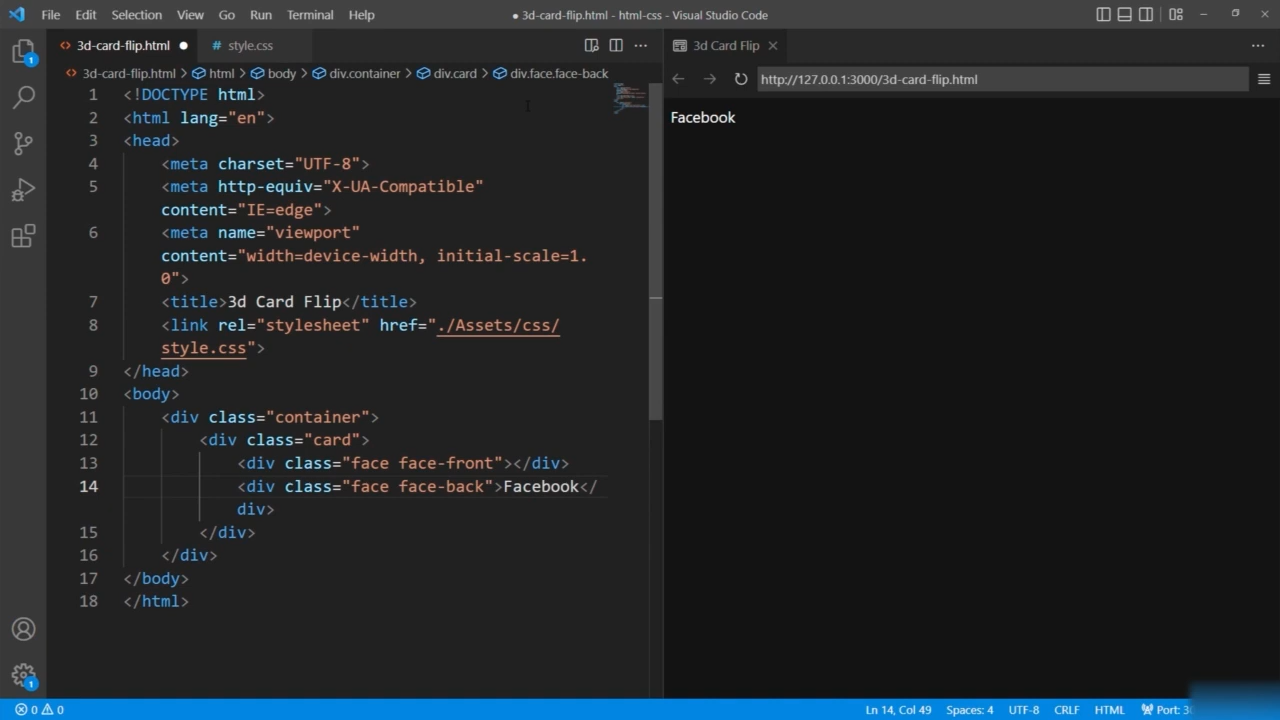 File Edit Selection View Go Run Terminal Help ● 3d-card-flip.html - html-css - Visual Studio Code
<> 3d-card-flip.html ● # style.css
3d Card Flip ×
<> 3d-card-flip.html > html > body > div.container > div.card > div.face.face-back
http://127.0.0.1:3000/3d-card-flip.html
1 <!DOCTYPE html>
2 <html lang="en">
3 <head>
4 <meta charset="UTF-8">
5 <meta http-equiv="X-UA-Compatible"
content="IE=edge">
6 <meta name="viewport"
content="width=device-width, initial-scale=1.
0">
7 <title>3d Card Flip</title>
8 <link rel="stylesheet" href="./Assets/css/
style.css">
9 </head>
10 <body>
11 <div class="container">
12 <div class="card">
13 <div class="face face-front"></div>
14 <div class="face face-back">Facebook</
div>
15 </div>
16 </div>
17 </body>
18 </html>
Facebook
1
1
0 0
Ln 14, Col 49 Spaces: 4 UTF-8 CRLF HTML Port: